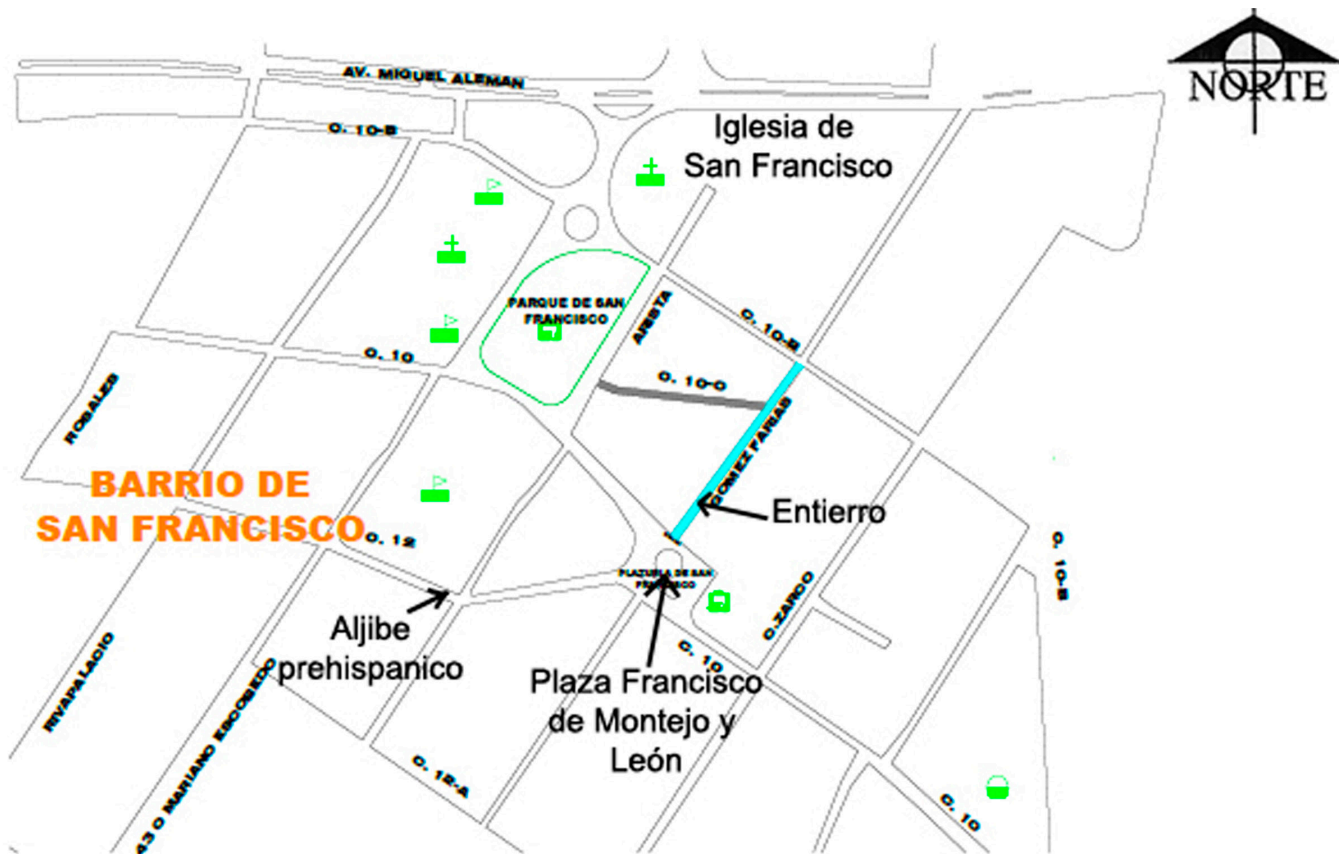 NORTE
AV. MIGUEL ALEMAN
C. 10-B
Iglesia de
San Francisco
PARQUE DE SAN
FRANCISCO
ARISTA
C. 10-B
C. 10
C. 10-C
ROSALES
GOMEZ FARIAS
BARRIO DE
SAN FRANCISCO
Entierro
C. 12
C. 10-B
PLAZUELA DE SAN
FRANCISCO
C.ZARCO
Aljibe
prehispanico
C. 10
Plaza Francisco
de Montejo y
León
RIVAPALACIO
43 O MARIANO ESCOBEDO
C. 12-A
C. 10